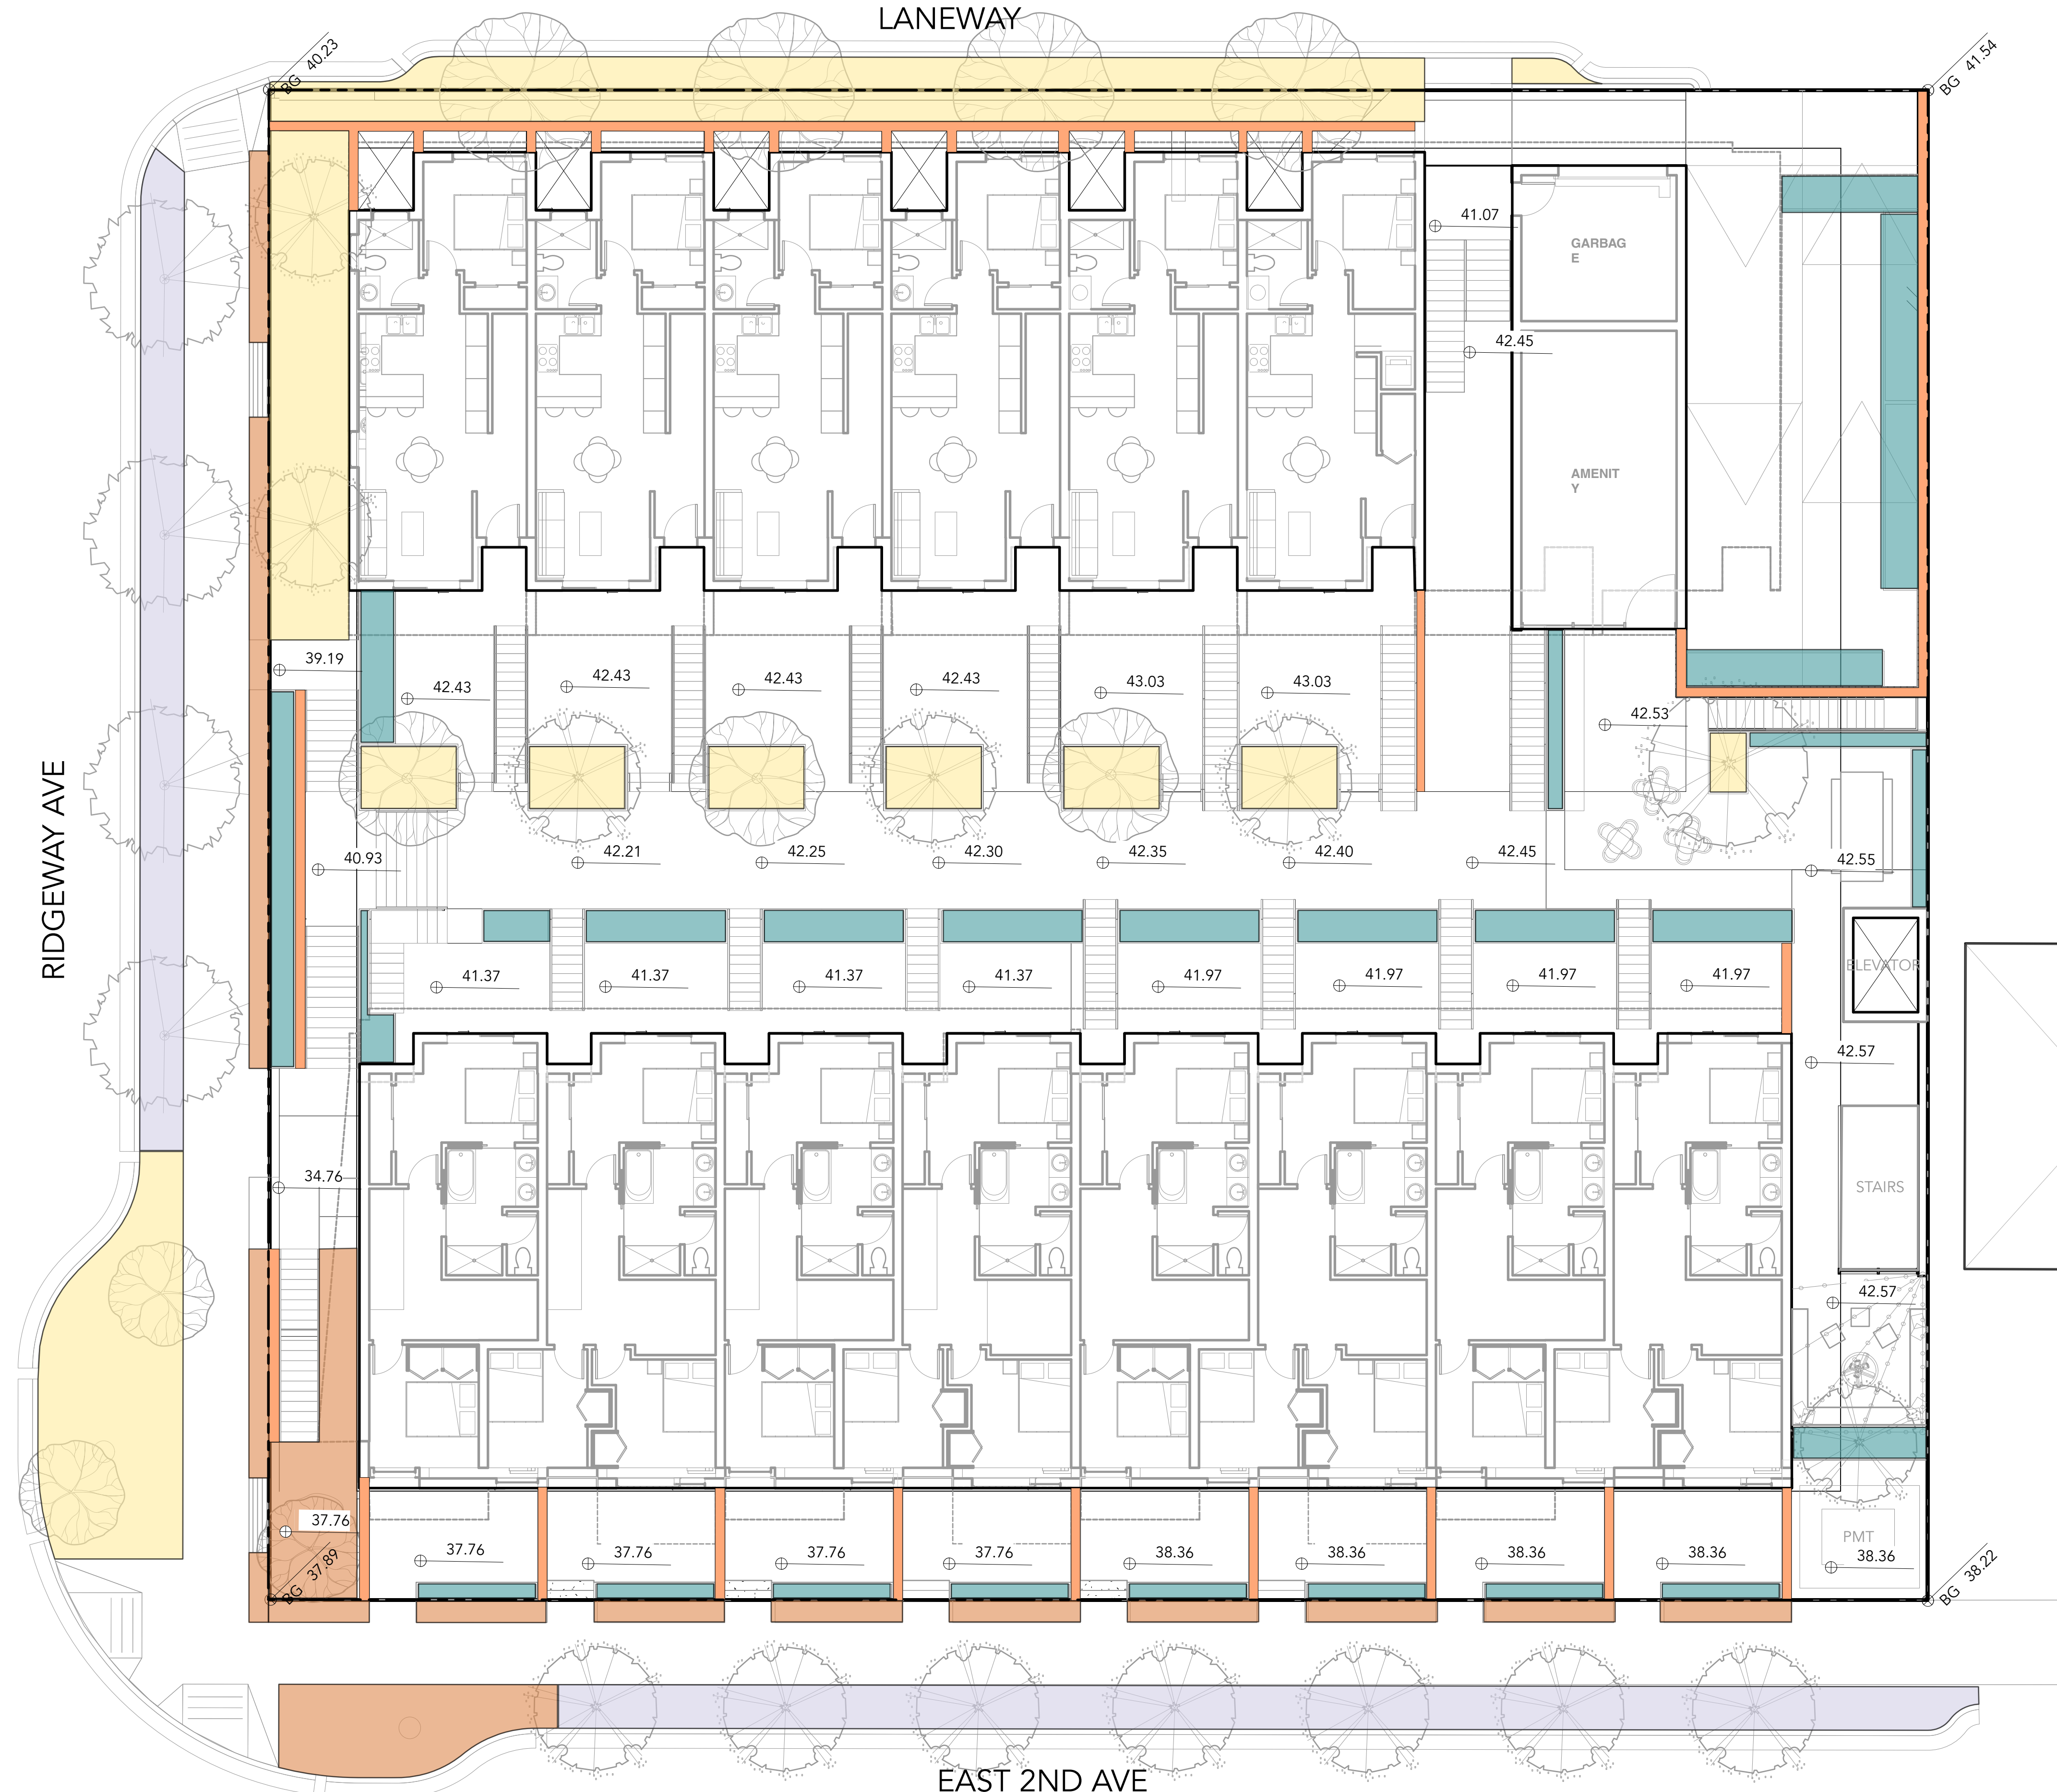 LANEWAY
BG 40.23
BG 41.54
41.07
GARBAG
E
42.45
AMENIT
Y
39.19
42.43
42.43
42.43
42.43
43.03
43.03
42.53
RIDGEWAY AVE
40.93
42.21
42.25
42.30
42.35
42.40
42.45
42.55
41.37
41.37
41.37
41.37
41.97
41.97
41.97
41.97
ELEVATOR
42.57
34.76
STAIRS
42.57
37.76
37.76
37.76
37.76
37.76
38.36
38.36
38.36
38.36
PMT
38.36
BG 37.89
BG 38.22
EAST 2ND AVE